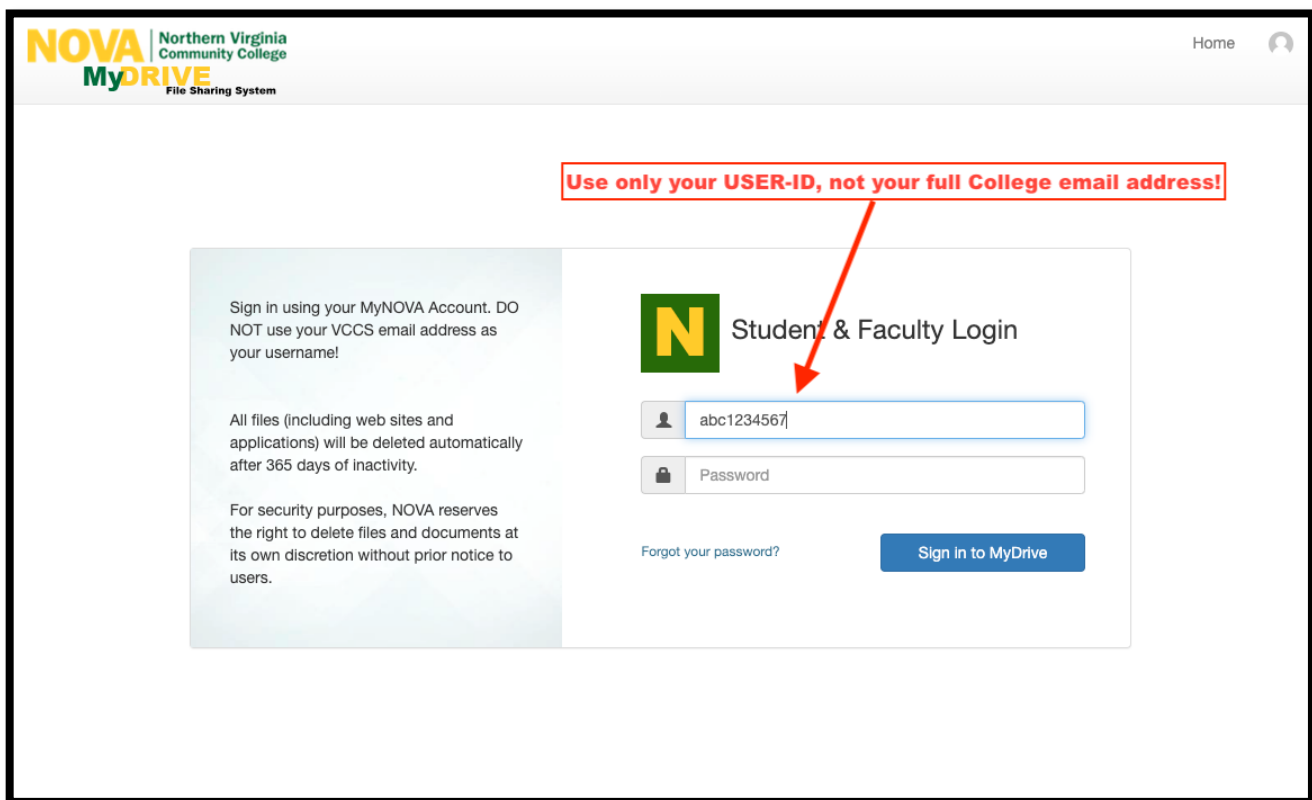 NOVA
Northern Virginia
Community College
MyDRIVE
File Sharing System
Home
Use only your USER-ID, not your full College email address!
Sign in using your MyNOVA Account. DO
NOT use your VCCS email address as
your username!
All files (including web sites and
applications) will be deleted automatically
after 365 days of inactivity.
For security purposes, NOVA reserves
the right to delete files and documents at
its own discretion without prior notice to
users.
N
Student & Faculty Login
abc1234567
Password
Forgot your password?
Sign in to MyDrive